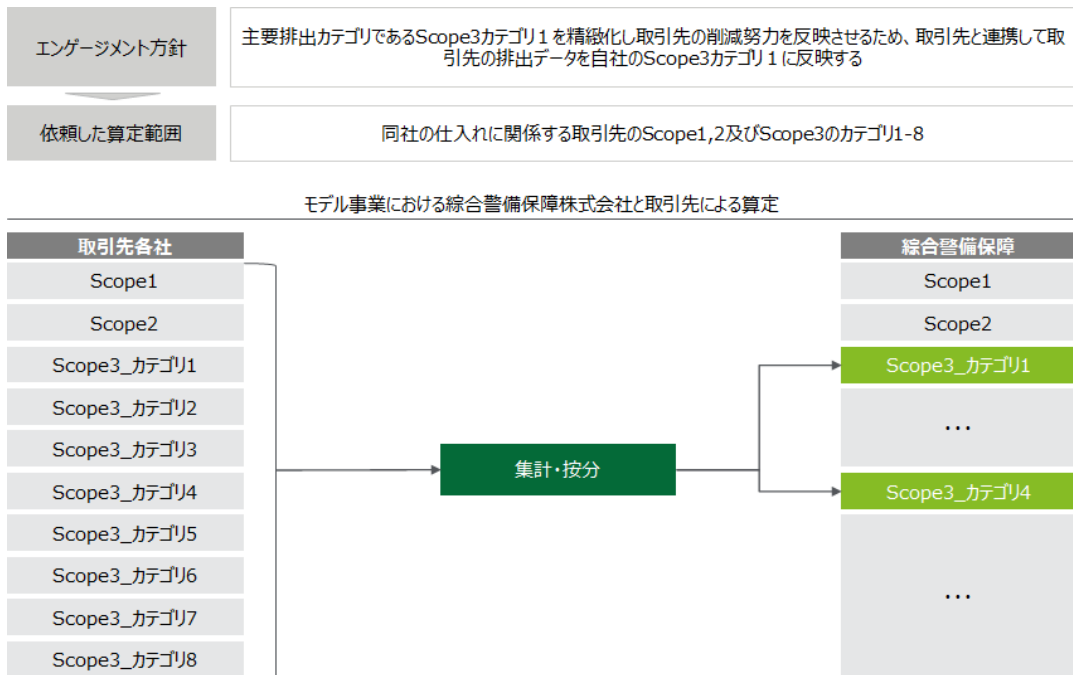 エンゲージメント方針
主要排出カテゴリであるScope3カテゴリ1を精緻化し取引先の削減努力を反映させるため、取引先と連携して取
引先の排出データを自社のScope3カテゴリ1に反映する
依頼した算定範囲
同社の仕入れに関係する取引先のScope1,2及びScope3のカテゴリ1-8
モデル事業における綜合警備保障株式会社と取引先による算定
取引先各社
Scope1
Scope2
Scope3_カテゴリ1
Scope3_カテゴリ2
Scope3_カテゴリ3
Scope3_カテゴリ4
Scope3_カテゴリ5
Scope3_カテゴリ6
Scope3_カテゴリ7
Scope3_カテゴリ8
集計・按分
綜合警備保障
Scope1
Scope2
Scope3_カテゴリ1
...
Scope3_カテゴリ4
...